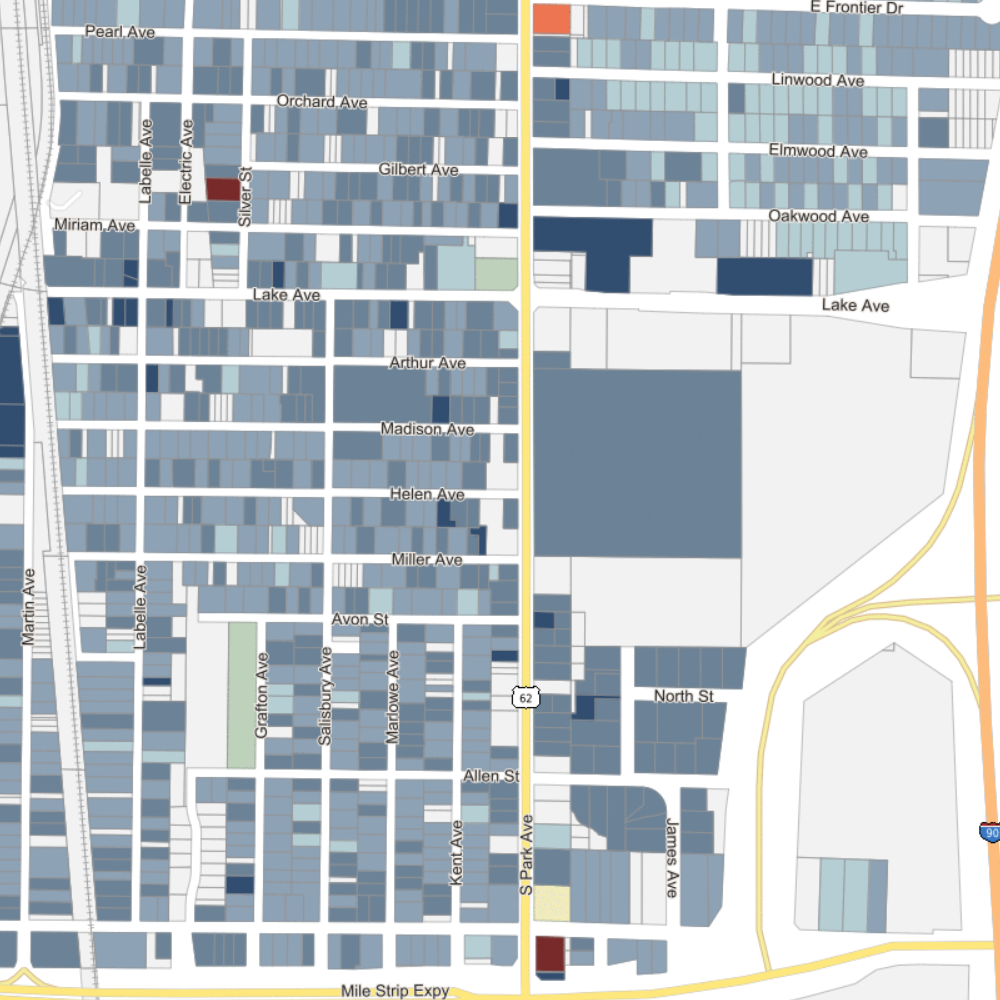 E Frontier Dr
Pearl Ave
Linwood Ave
Orchard Ave
Labelle Ave
Electric Ave
Elmwood Ave
Gilbert Ave
Silver St
Oakwood Ave
Miriam Ave
Lake Ave
Lake Ave
Arthur Ave
Madison Ave
Helen Ave
Miller Ave
Martin Ave
Labelle Ave
Avon St
Grafton Ave
Salisbury Ave
Marlowe Ave
North St
62
Allen St
Kent Ave
S Park Ave
James Ave
90
Mile Strip Expy